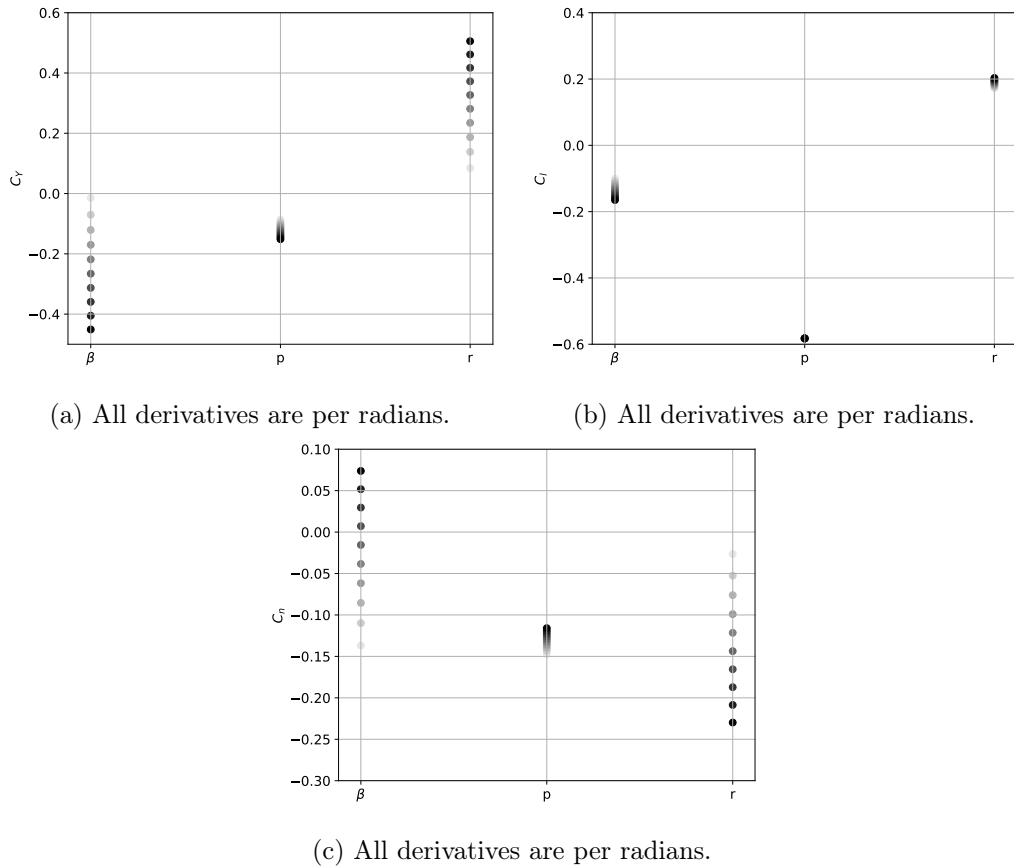 0.6
0.4
0.2
0.0
−0.2
−0.4
C_Y
β p r
0.4
0.2
0.0
−0.2
−0.4
−0.6
C_l
β p r
(a) All derivatives are per radians.
(b) All derivatives are per radians.
0.10
0.05
0.00
−0.05
−0.10
−0.15
−0.20
−0.25
−0.30
C_n
β p r
(c) All derivatives are per radians.